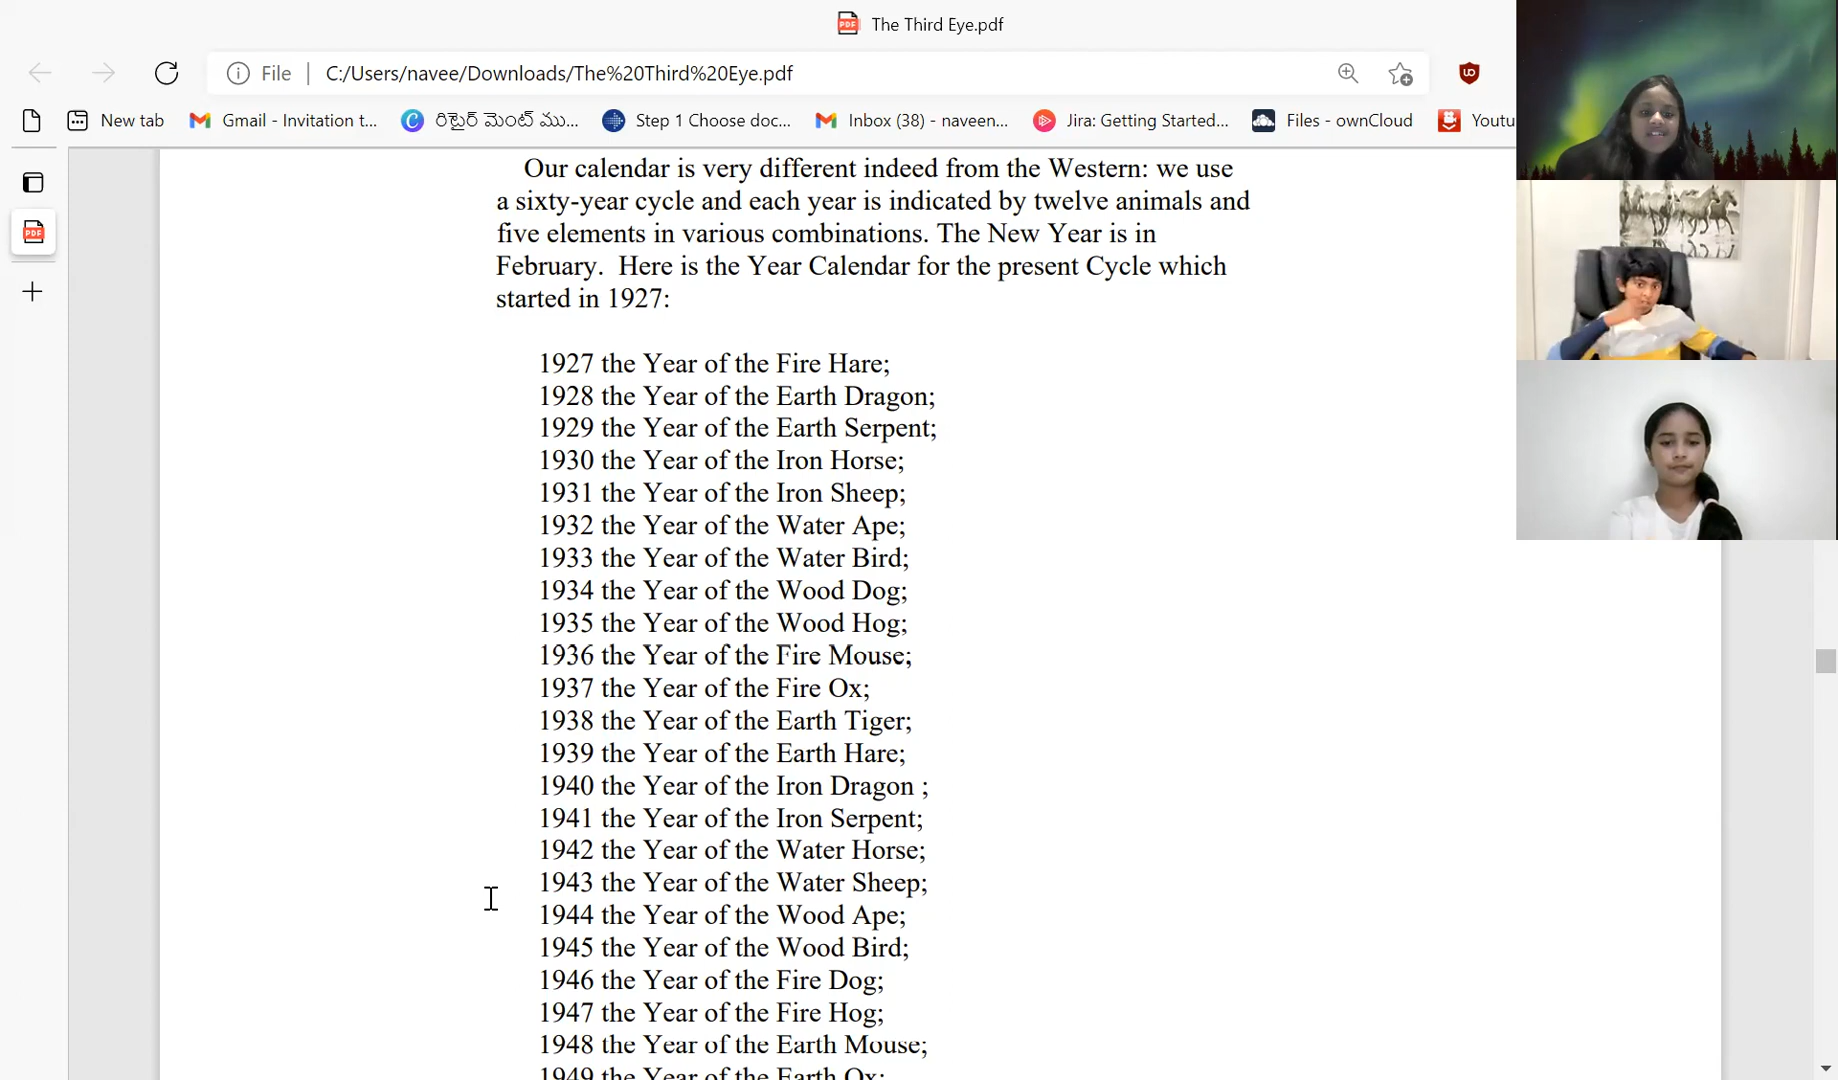 The Third Eye.pdf
File | C:/Users/navee/Downloads/The%20Third%20Eye.pdf
New tab
Gmail - Invitation t...
రిటైర్ మెంట్ ము...
Step 1 Choose doc...
Inbox (38) - naveen...
Jira: Getting Started...
Files - ownCloud
Youtu
Our calendar is very different indeed from the Western: we use
a sixty-year cycle and each year is indicated by twelve animals and
five elements in various combinations. The New Year is in
February. Here is the Year Calendar for the present Cycle which
started in 1927:
1927 the Year of the Fire Hare;
1928 the Year of the Earth Dragon;
1929 the Year of the Earth Serpent;
1930 the Year of the Iron Horse;
1931 the Year of the Iron Sheep;
1932 the Year of the Water Ape;
1933 the Year of the Water Bird;
1934 the Year of the Wood Dog;
1935 the Year of the Wood Hog;
1936 the Year of the Fire Mouse;
1937 the Year of the Fire Ox;
1938 the Year of the Earth Tiger;
1939 the Year of the Earth Hare;
1940 the Year of the Iron Dragon ;
1941 the Year of the Iron Serpent;
1942 the Year of the Water Horse;
1943 the Year of the Water Sheep;
1944 the Year of the Wood Ape;
1945 the Year of the Wood Bird;
1946 the Year of the Fire Dog;
1947 the Year of the Fire Hog;
1948 the Year of the Earth Mouse;
1949 the Year of the Earth Ox;